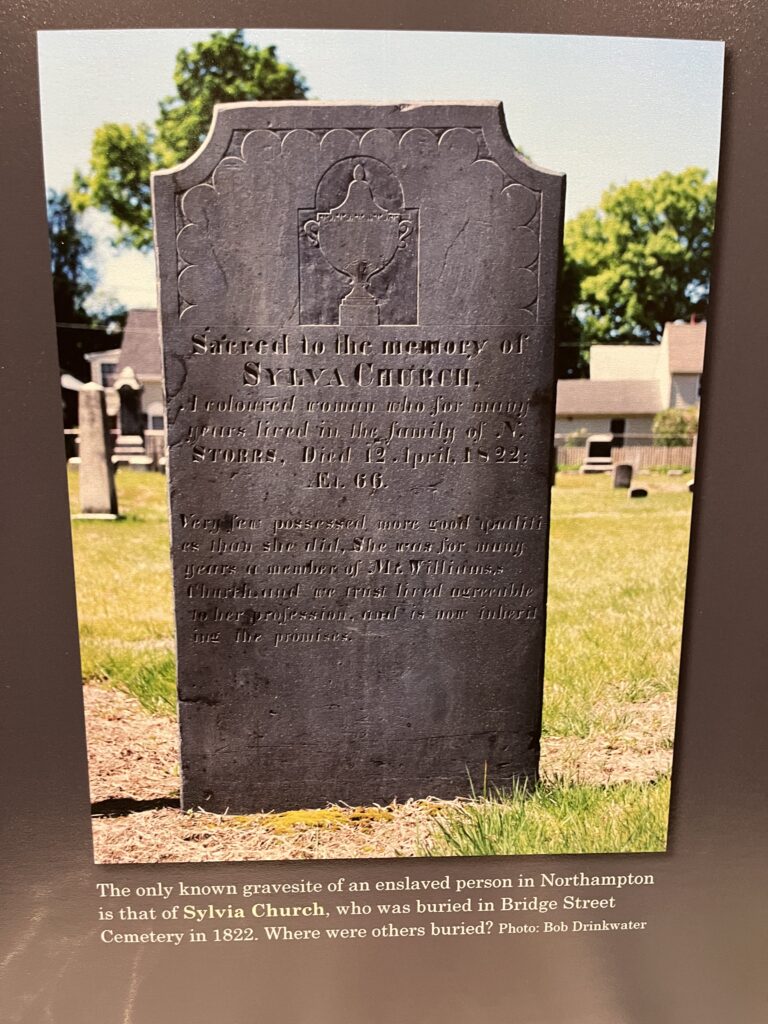 Sacred to the memory of
SYLVA CHURCH,
A coloured woman who for many
years lived in the family of N.
STORRS, Died 12. April, 1822:
Æt. 66.
Very few possessed more good qualiti
es than she did, She was for many
years a member of Mr. Williams,s
Church, and we trust lived agreeable
to her profession, and is now inherit
ing the promises.
The only known gravesite of an enslaved person in Northampton
is that of Sylvia Church, who was buried in Bridge Street
Cemetery in 1822. Where were others buried? Photo: Bob Drinkwater